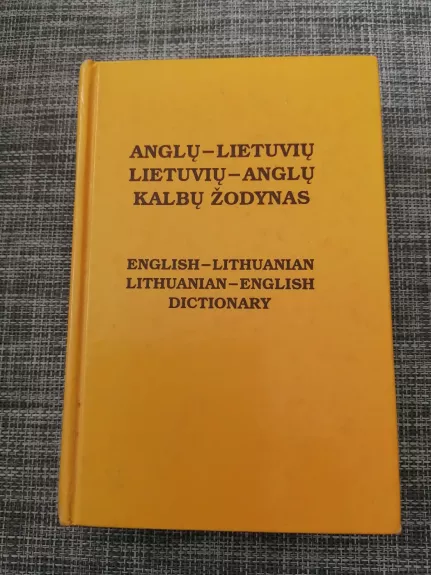 ANGLŲ–LIETUVIŲ
LIETUVIŲ–ANGLŲ
KALBŲ ŽODYNAS
ENGLISH–LITHUANIAN
LITHUANIAN–ENGLISH
DICTIONARY